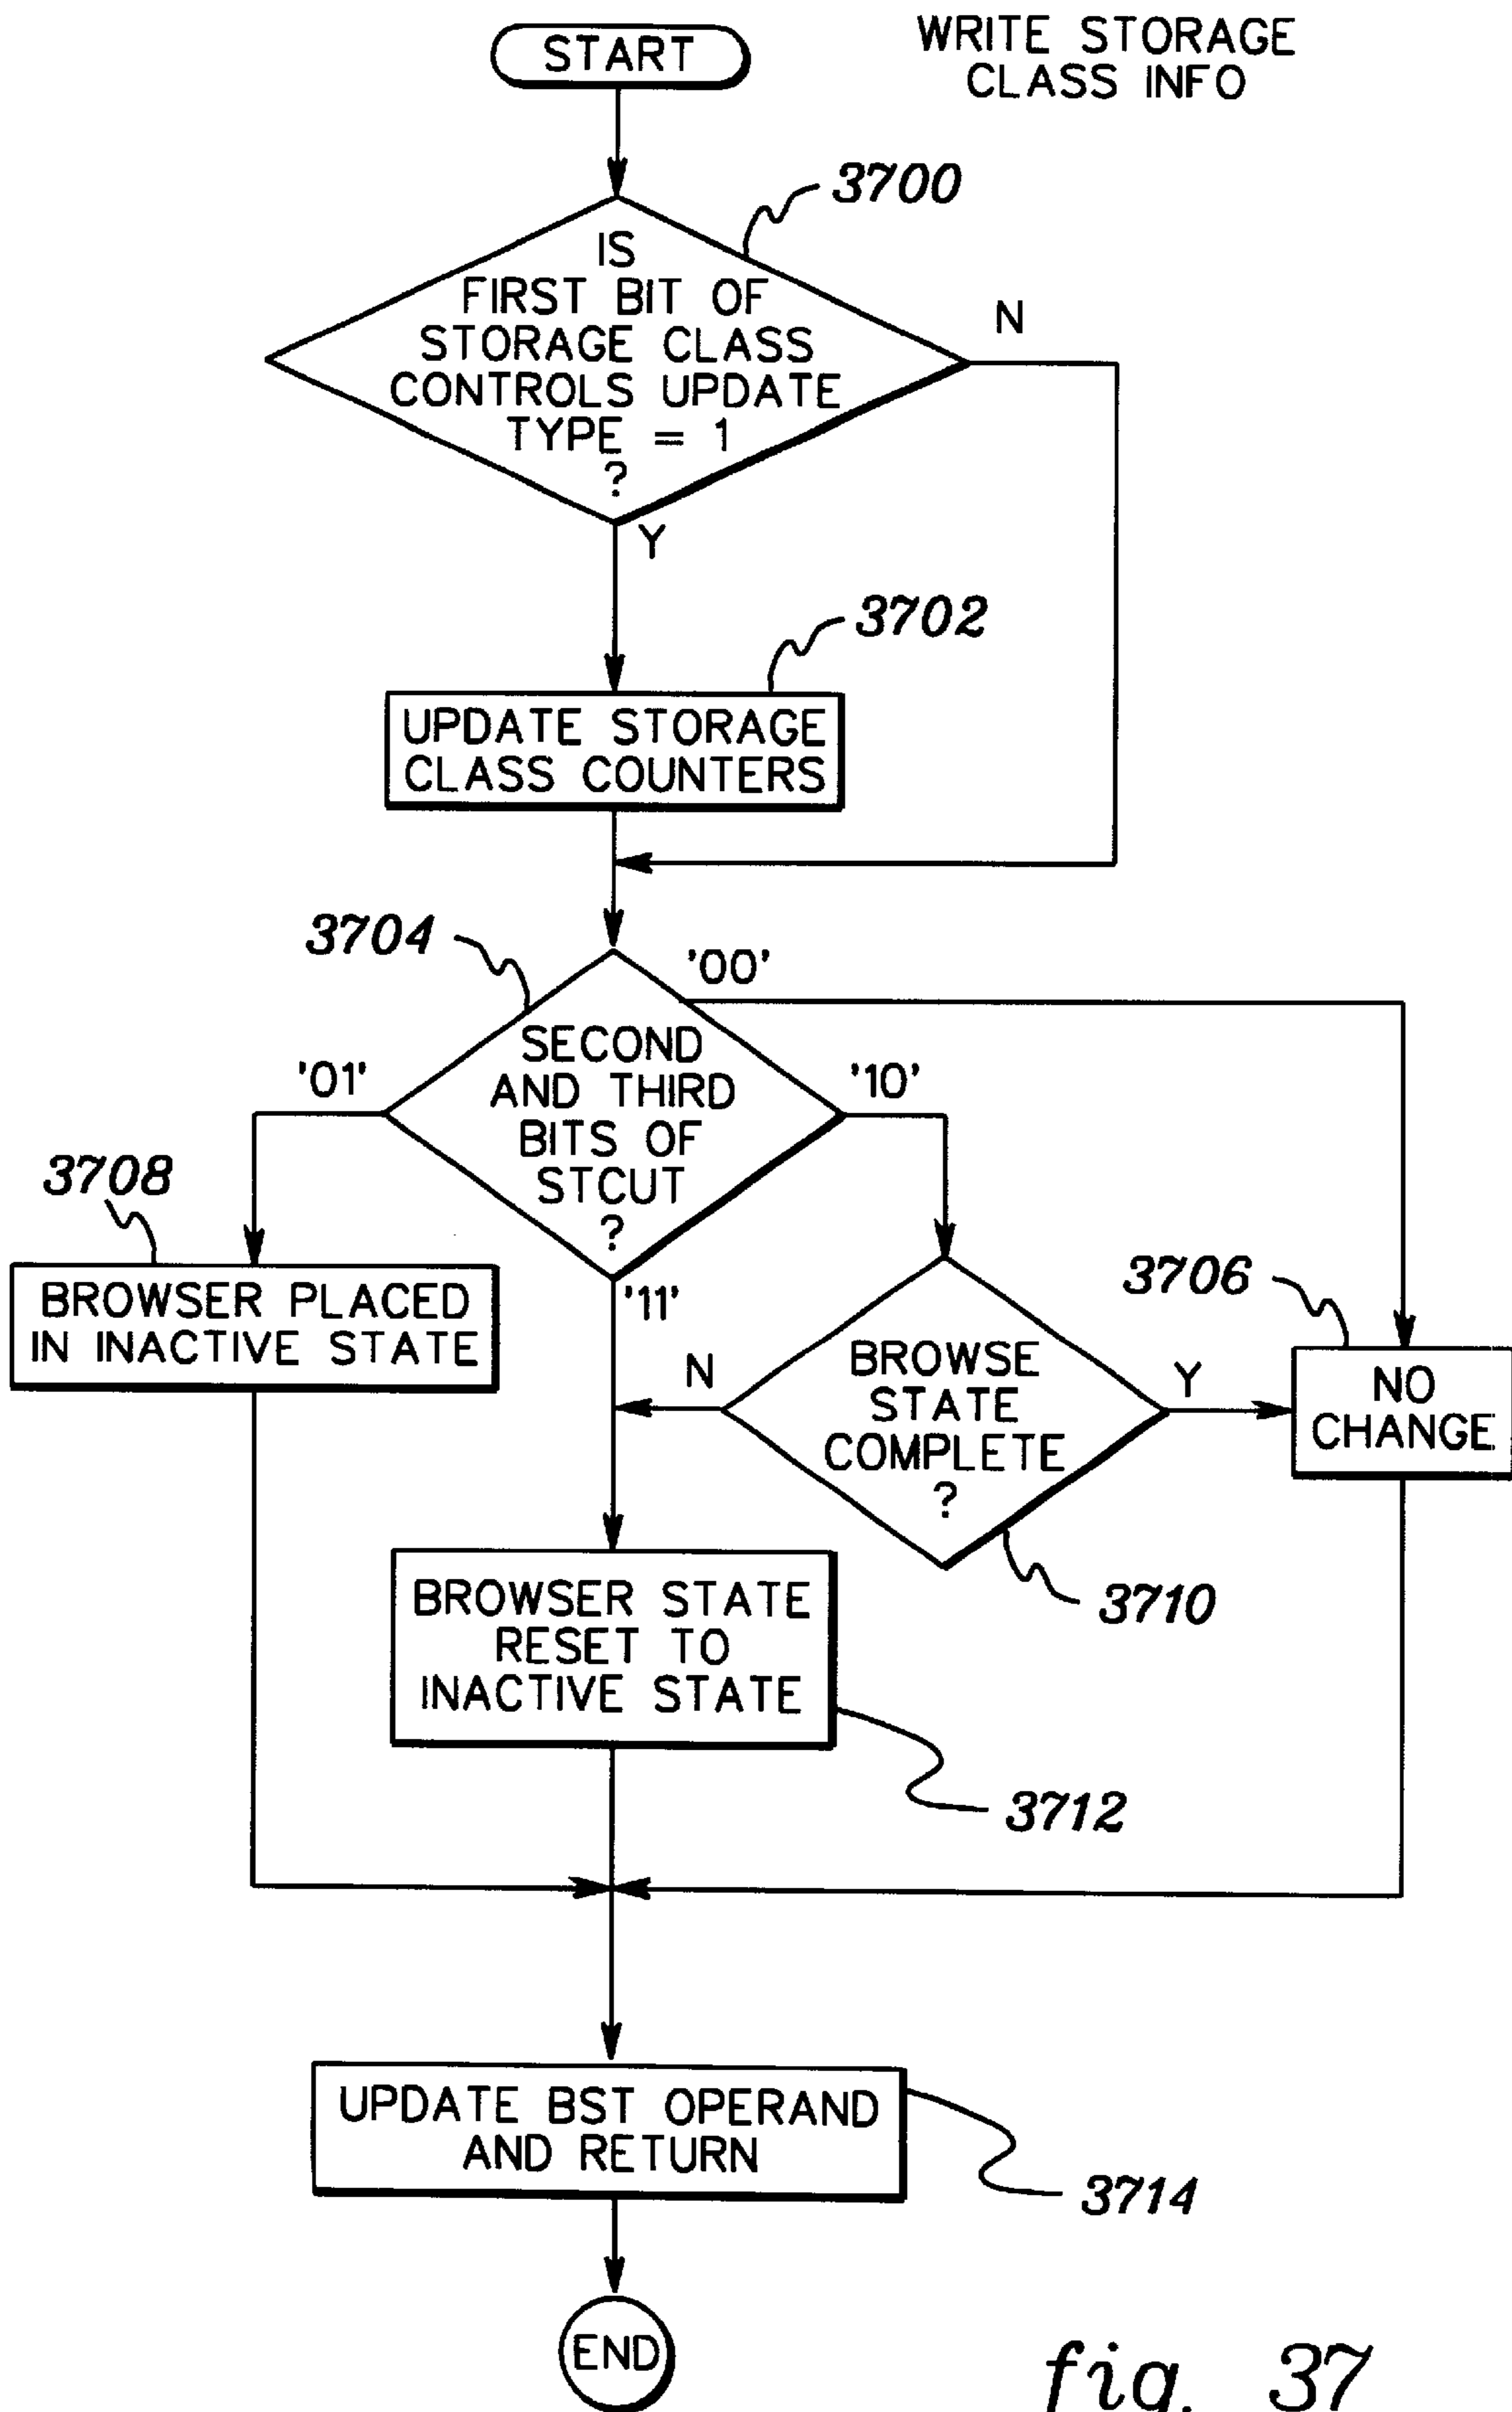 START
WRITE STORAGE
CLASS INFO
3700
IS
FIRST BIT OF
STORAGE CLASS
CONTROLS UPDATE
TYPE = 1
?
N
Y
3702
UPDATE STORAGE
CLASS COUNTERS
3704
'00'
SECOND
AND THIRD
BITS OF
STCUT
?
'01'
'10'
'11'
3708
BROWSER PLACED
IN INACTIVE STATE
3706
NO
CHANGE
N
BROWSE
STATE
COMPLETE
?
Y
3710
BROWSER STATE
RESET TO
INACTIVE STATE
3712
UPDATE BST OPERAND
AND RETURN
3714
END
fig. 37